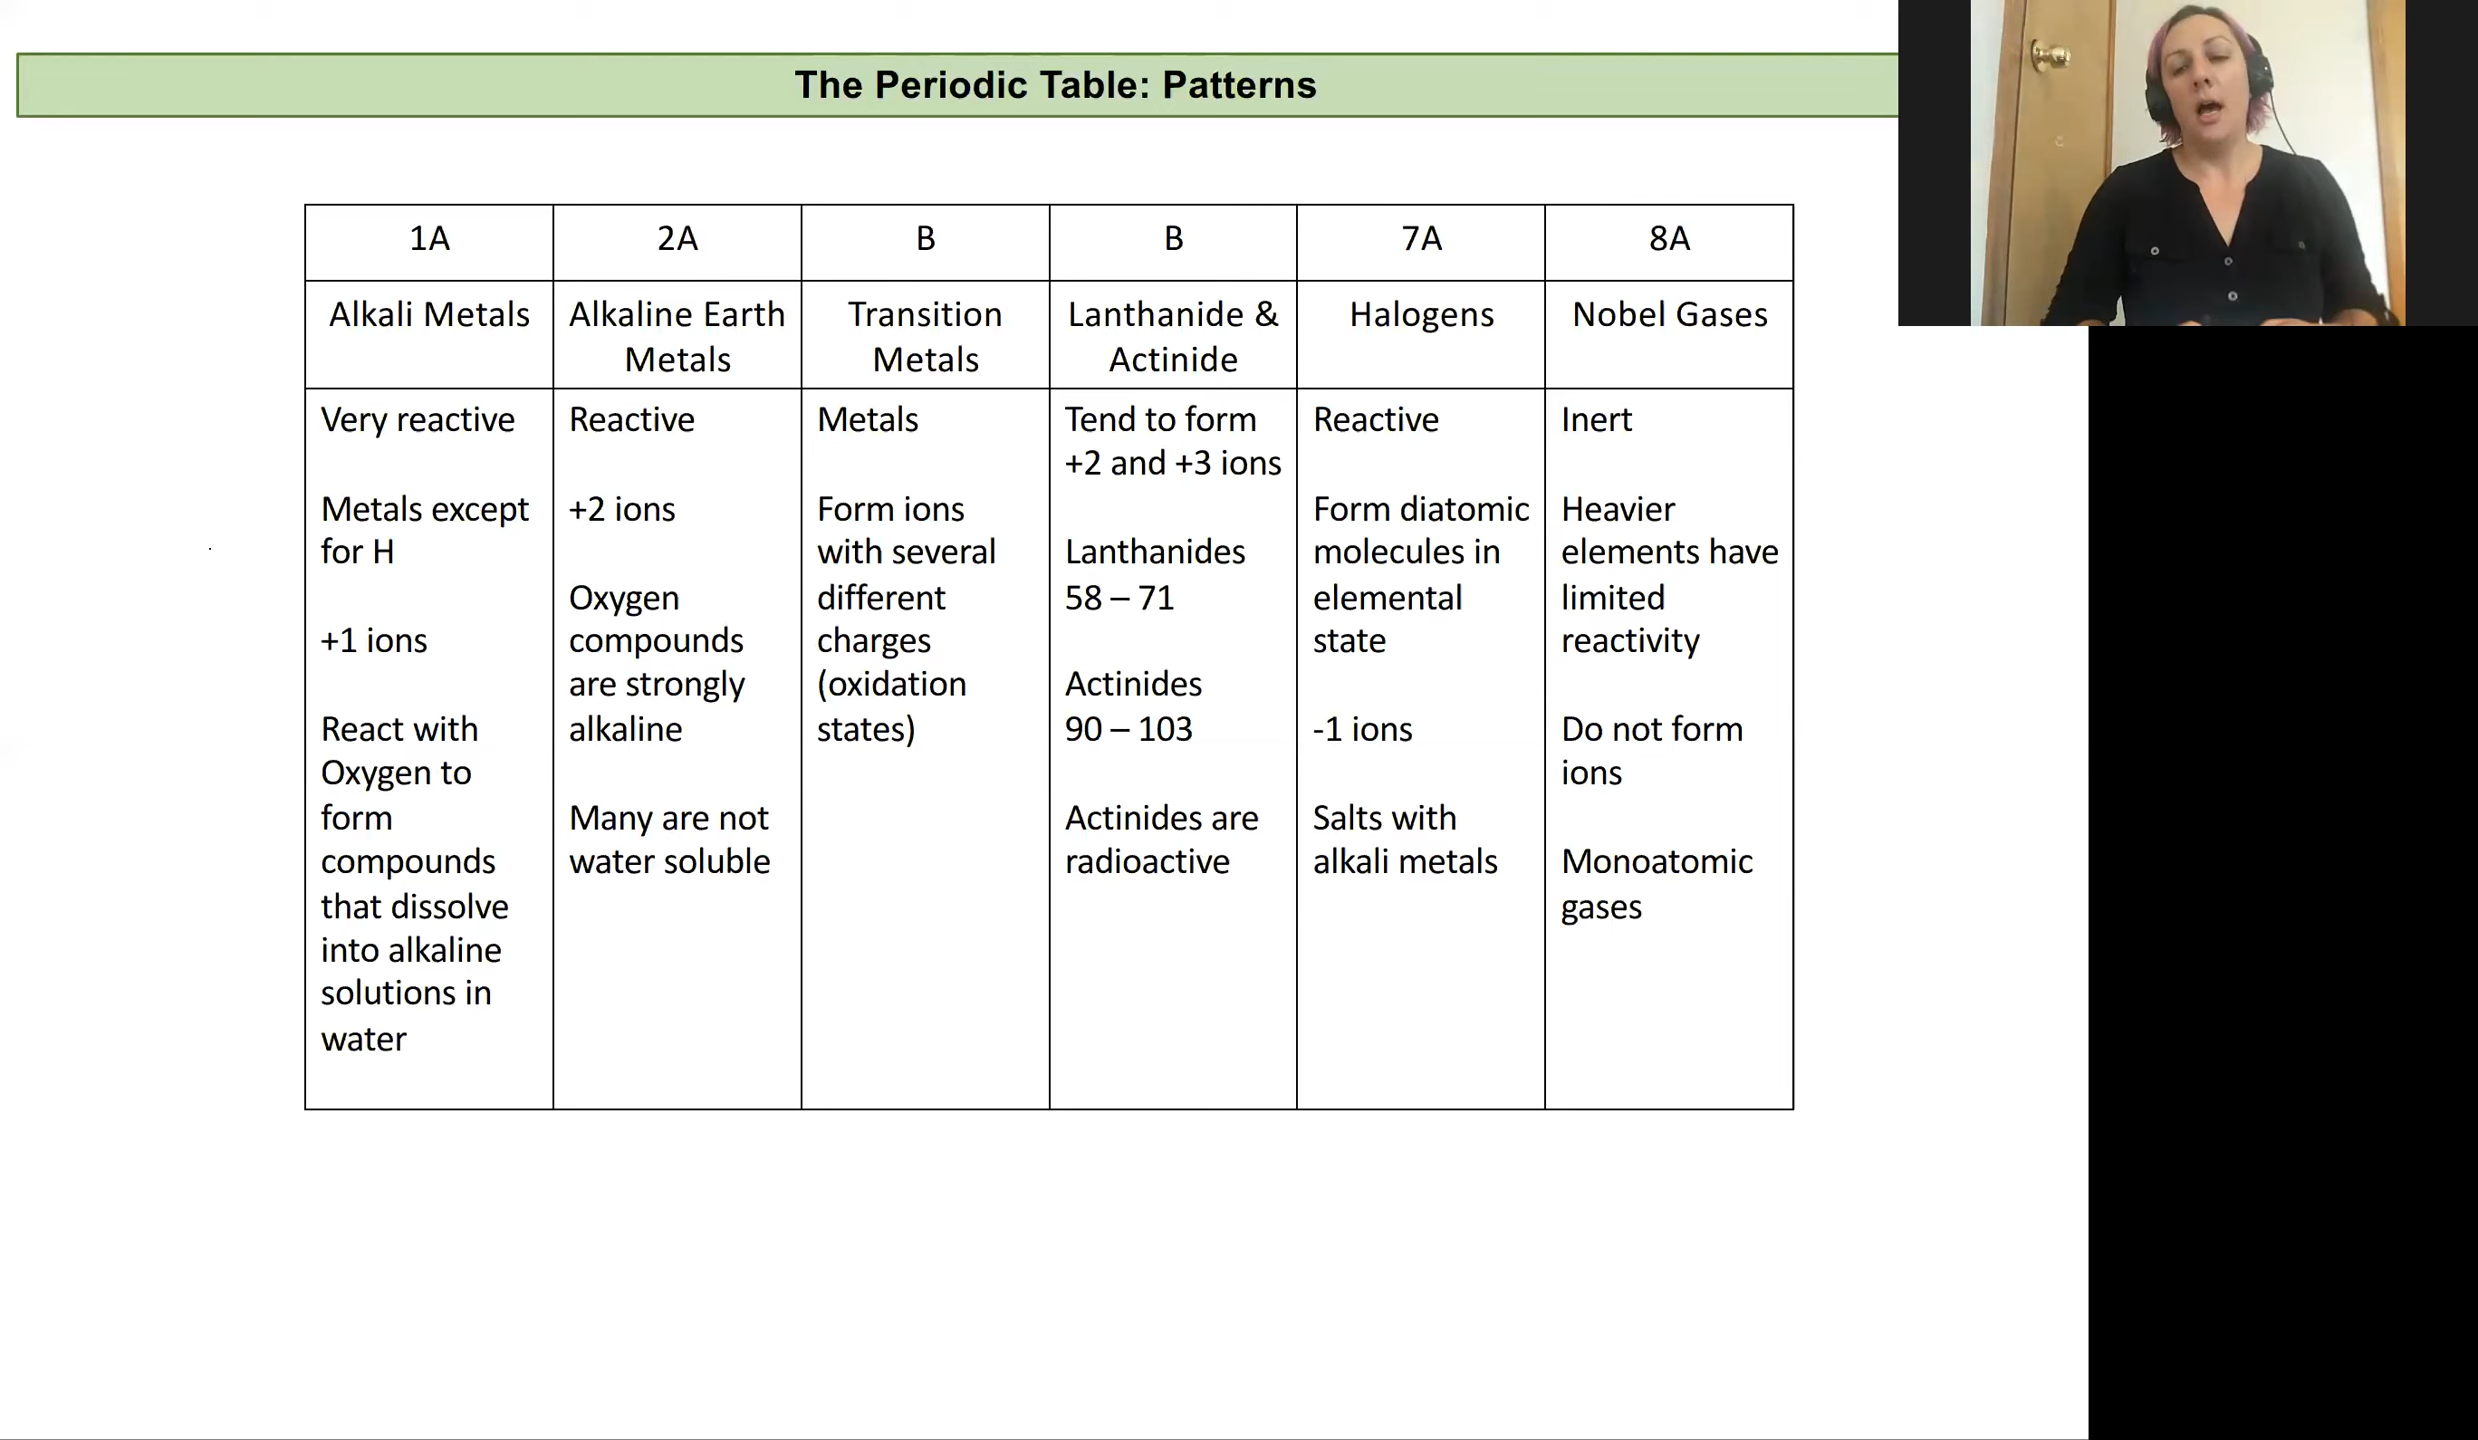 The Periodic Table: Patterns
1A
2A
B
B
7A
8A
Alkali Metals
Alkaline Earth
Metals
Transition
Metals
Lanthanide &
Actinide
Halogens
Nobel Gases
Very reactive
Metals except
for H
+1 ions
React with
Oxygen to
form
compounds
that dissolve
into alkaline
solutions in
water
Reactive
+2 ions
Oxygen
compounds
are strongly
alkaline
Many are not
water soluble
Metals
Form ions
with several
different
charges
(oxidation
states)
Tend to form
+2 and +3 ions
Lanthanides
58 – 71
Actinides
90 – 103
Actinides are
radioactive
Reactive
Form diatomic
molecules in
elemental
state
-1 ions
Salts with
alkali metals
Inert
Heavier
elements have
limited
reactivity
Do not form
ions
Monoatomic
gases